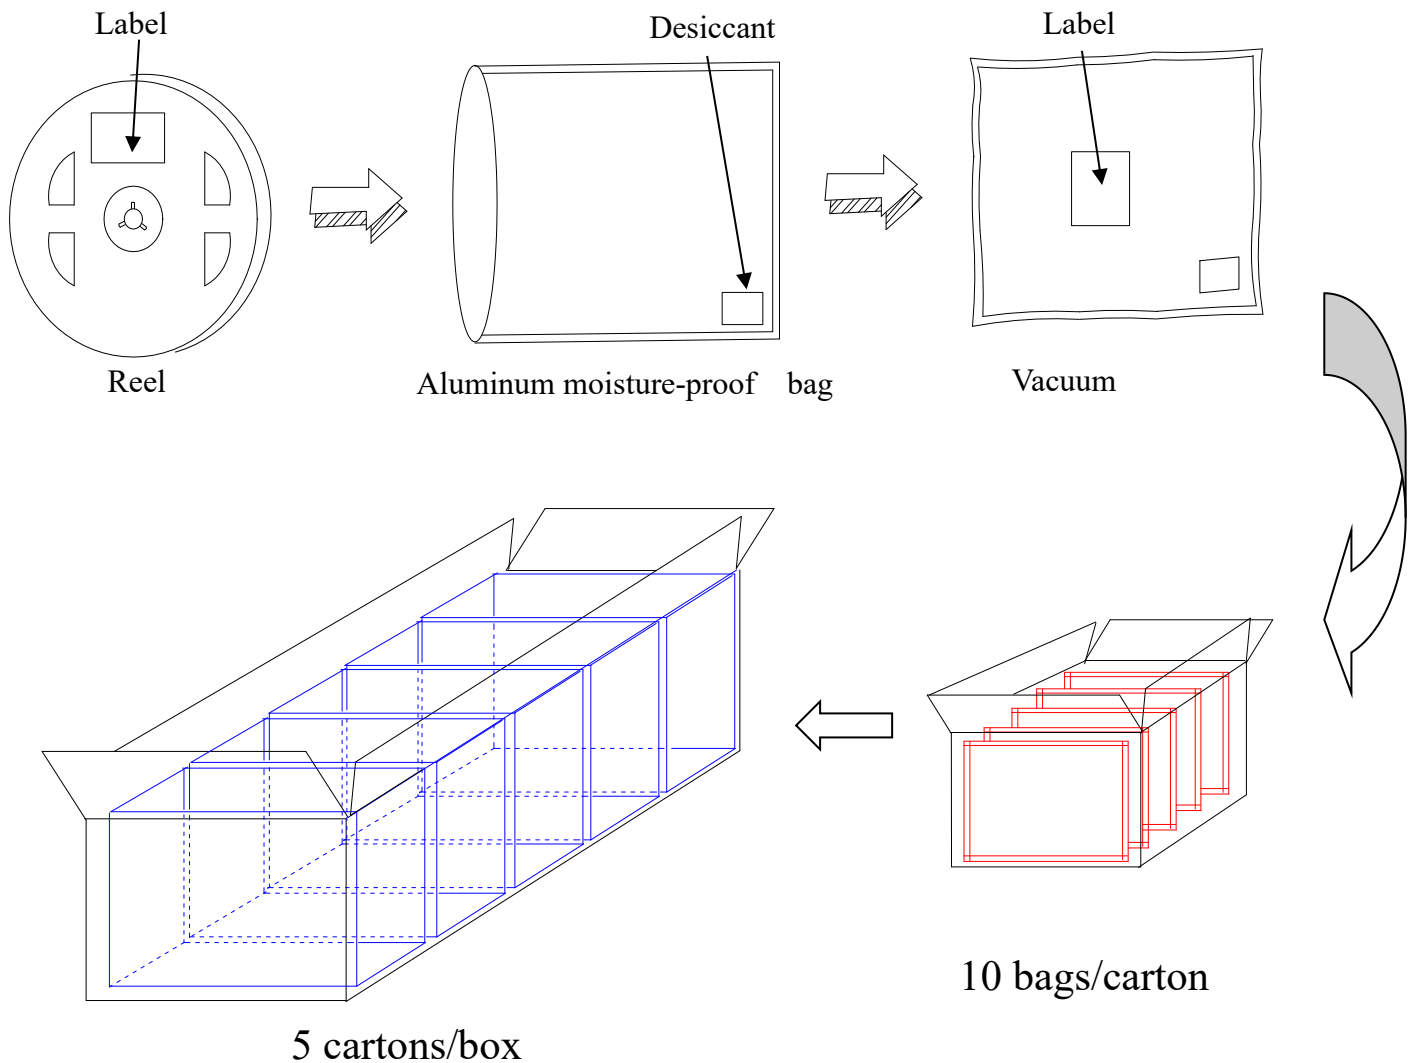 Label
Desiccant
Label
Reel
Aluminum moisture-proof bag
Vacuum
10 bags/carton
5 cartons/box